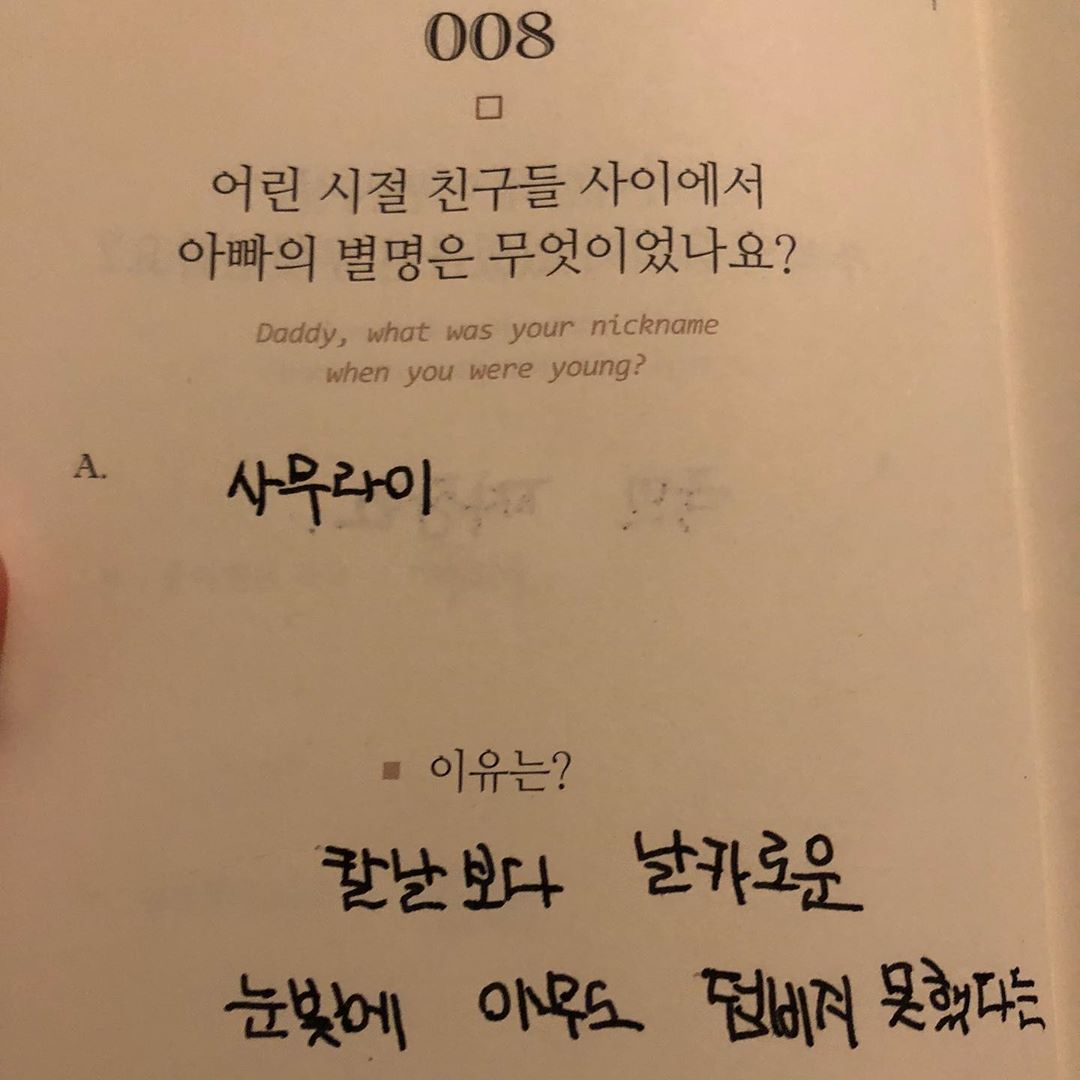 008
어린 시절 친구들 사이에서
아빠의 별명은 무엇이었나요?
Daddy, what was your nickname
when you were young?
A. 사무라이
이유는?
칼날보다 날카로운
눈빛에 아무도 덤비지 못했다는